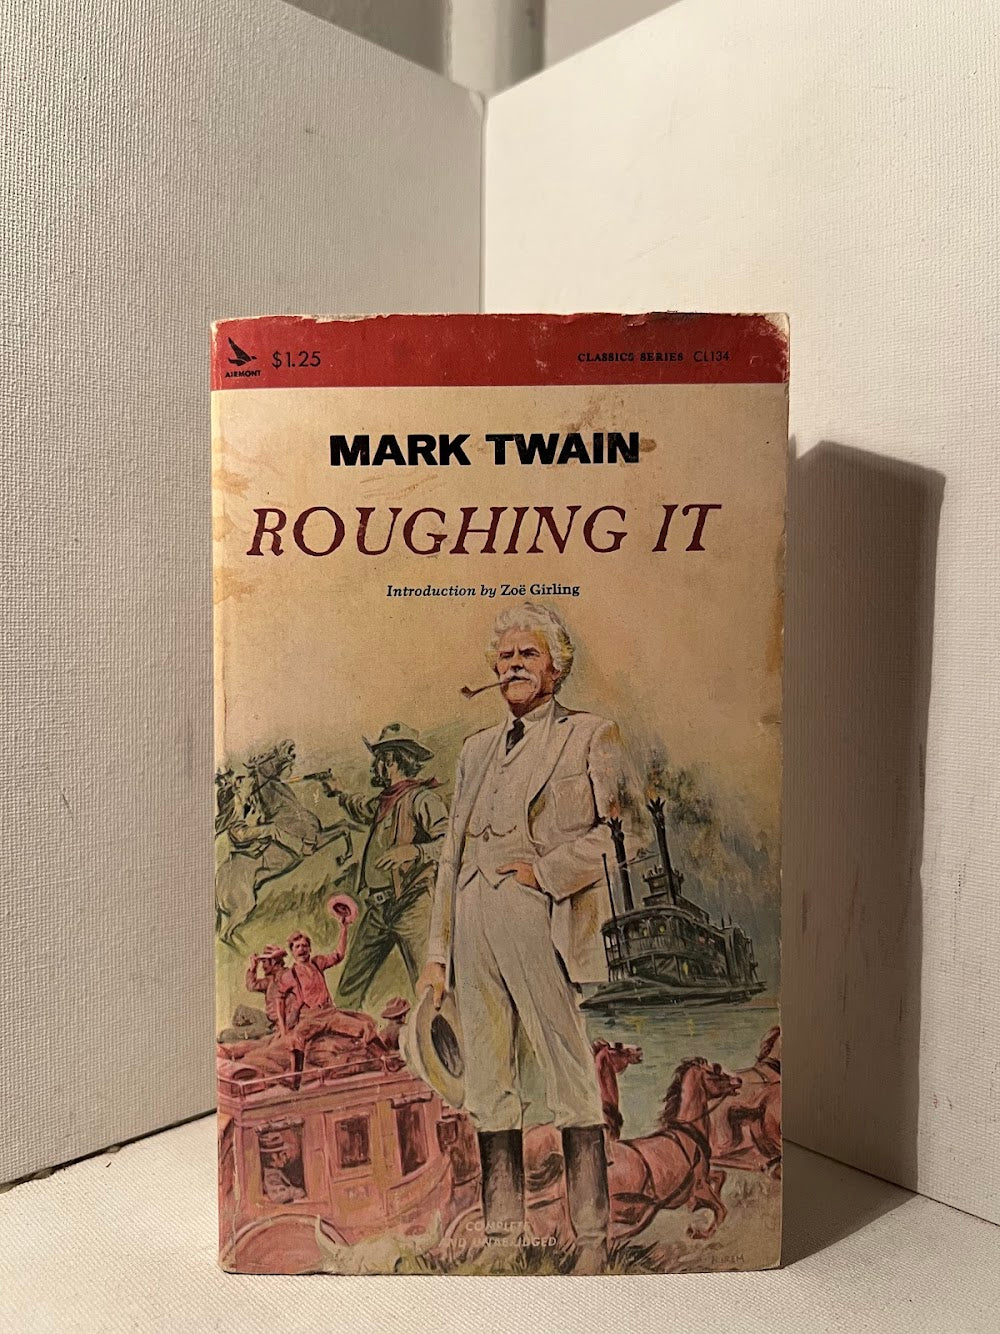 AIRMONT
$1.25
CLASSICS SERIES CL134
MARK TWAIN
ROUGHING IT
Introduction by Zoë Girling
COMPLETE
AND UNABRIDGED